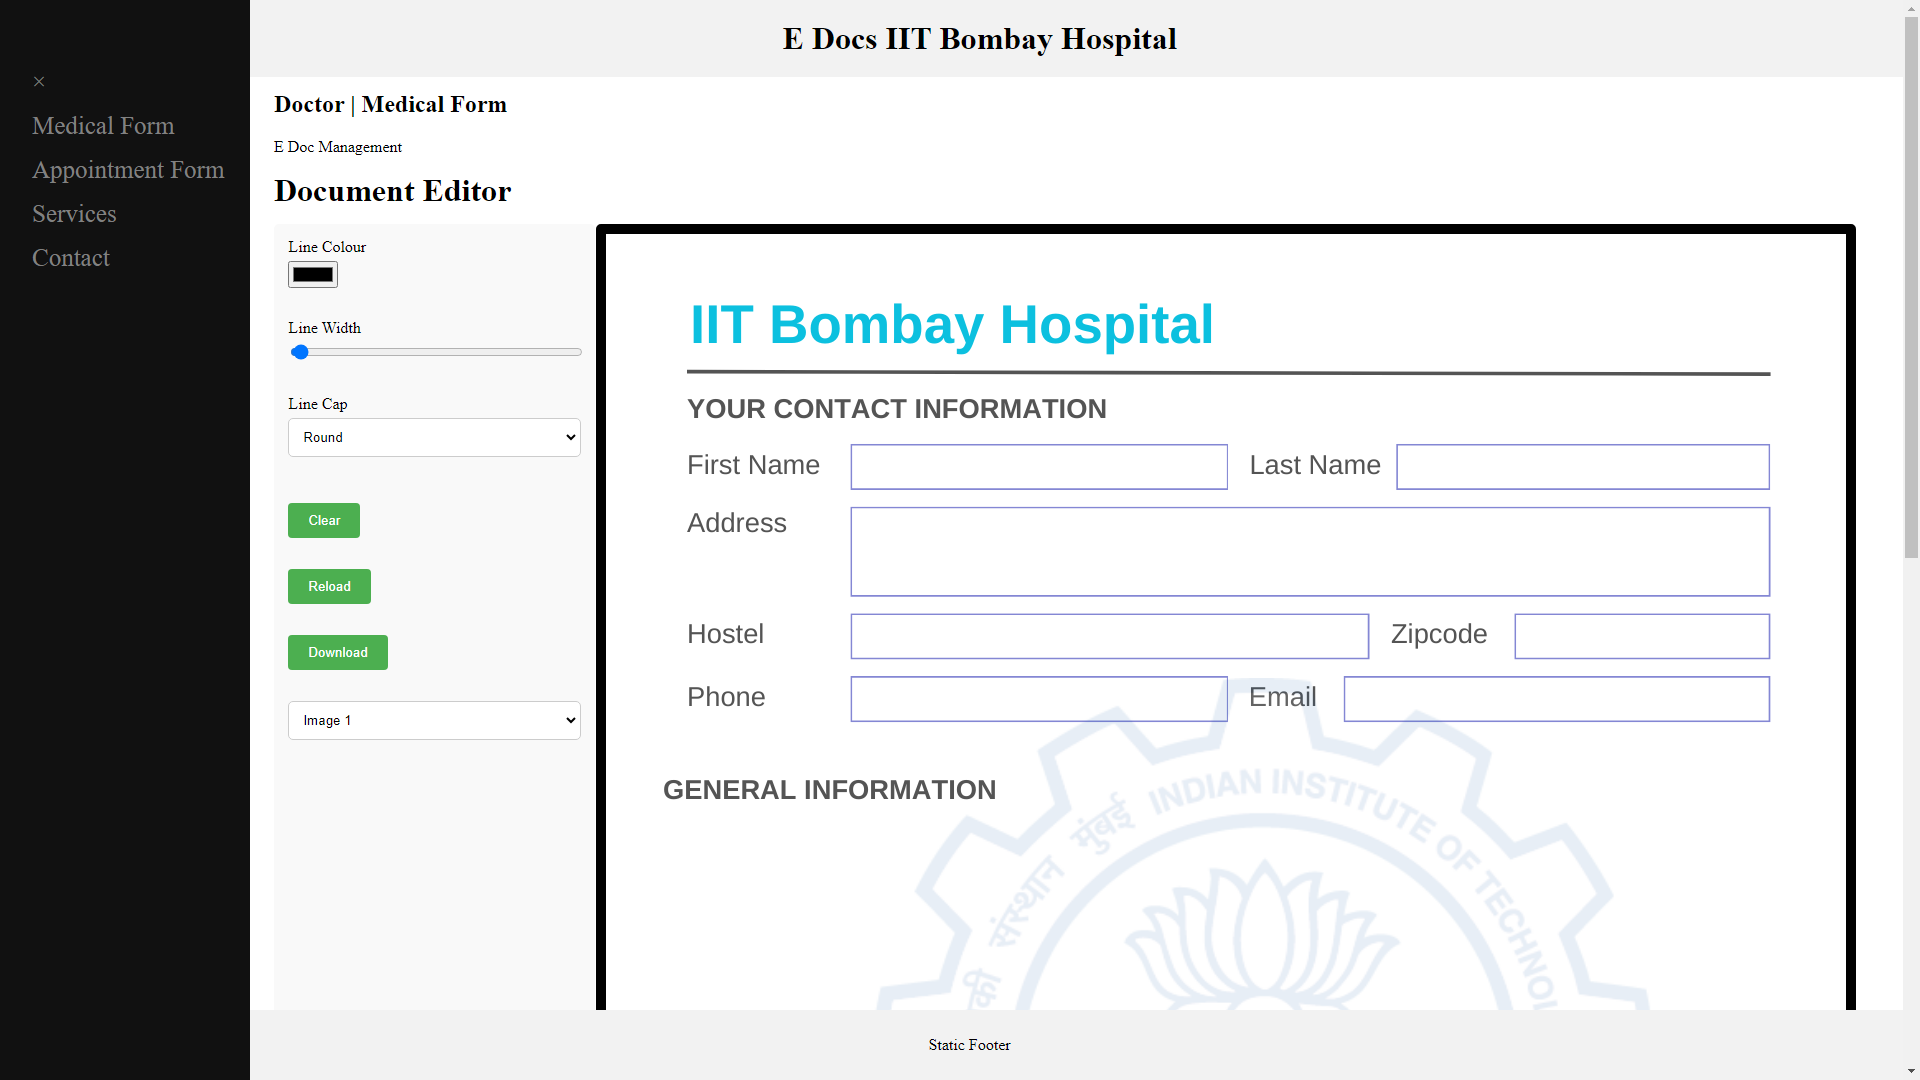 E Docs IIT Bombay Hospital
×
Medical Form
Appointment Form
Services
Contact
Doctor | Medical Form
E Doc Management
Document Editor
Line Colour
Line Width
Line Cap
Round
Clear
Reload
Download
Image 1
IIT Bombay Hospital
YOUR CONTACT INFORMATION
First Name
Last Name
Address
Hostel
Zipcode
Phone
Email
GENERAL INFORMATION
की संस्थान मुंबई INDIAN INSTITUTE OF TECHNOL
Static Footer